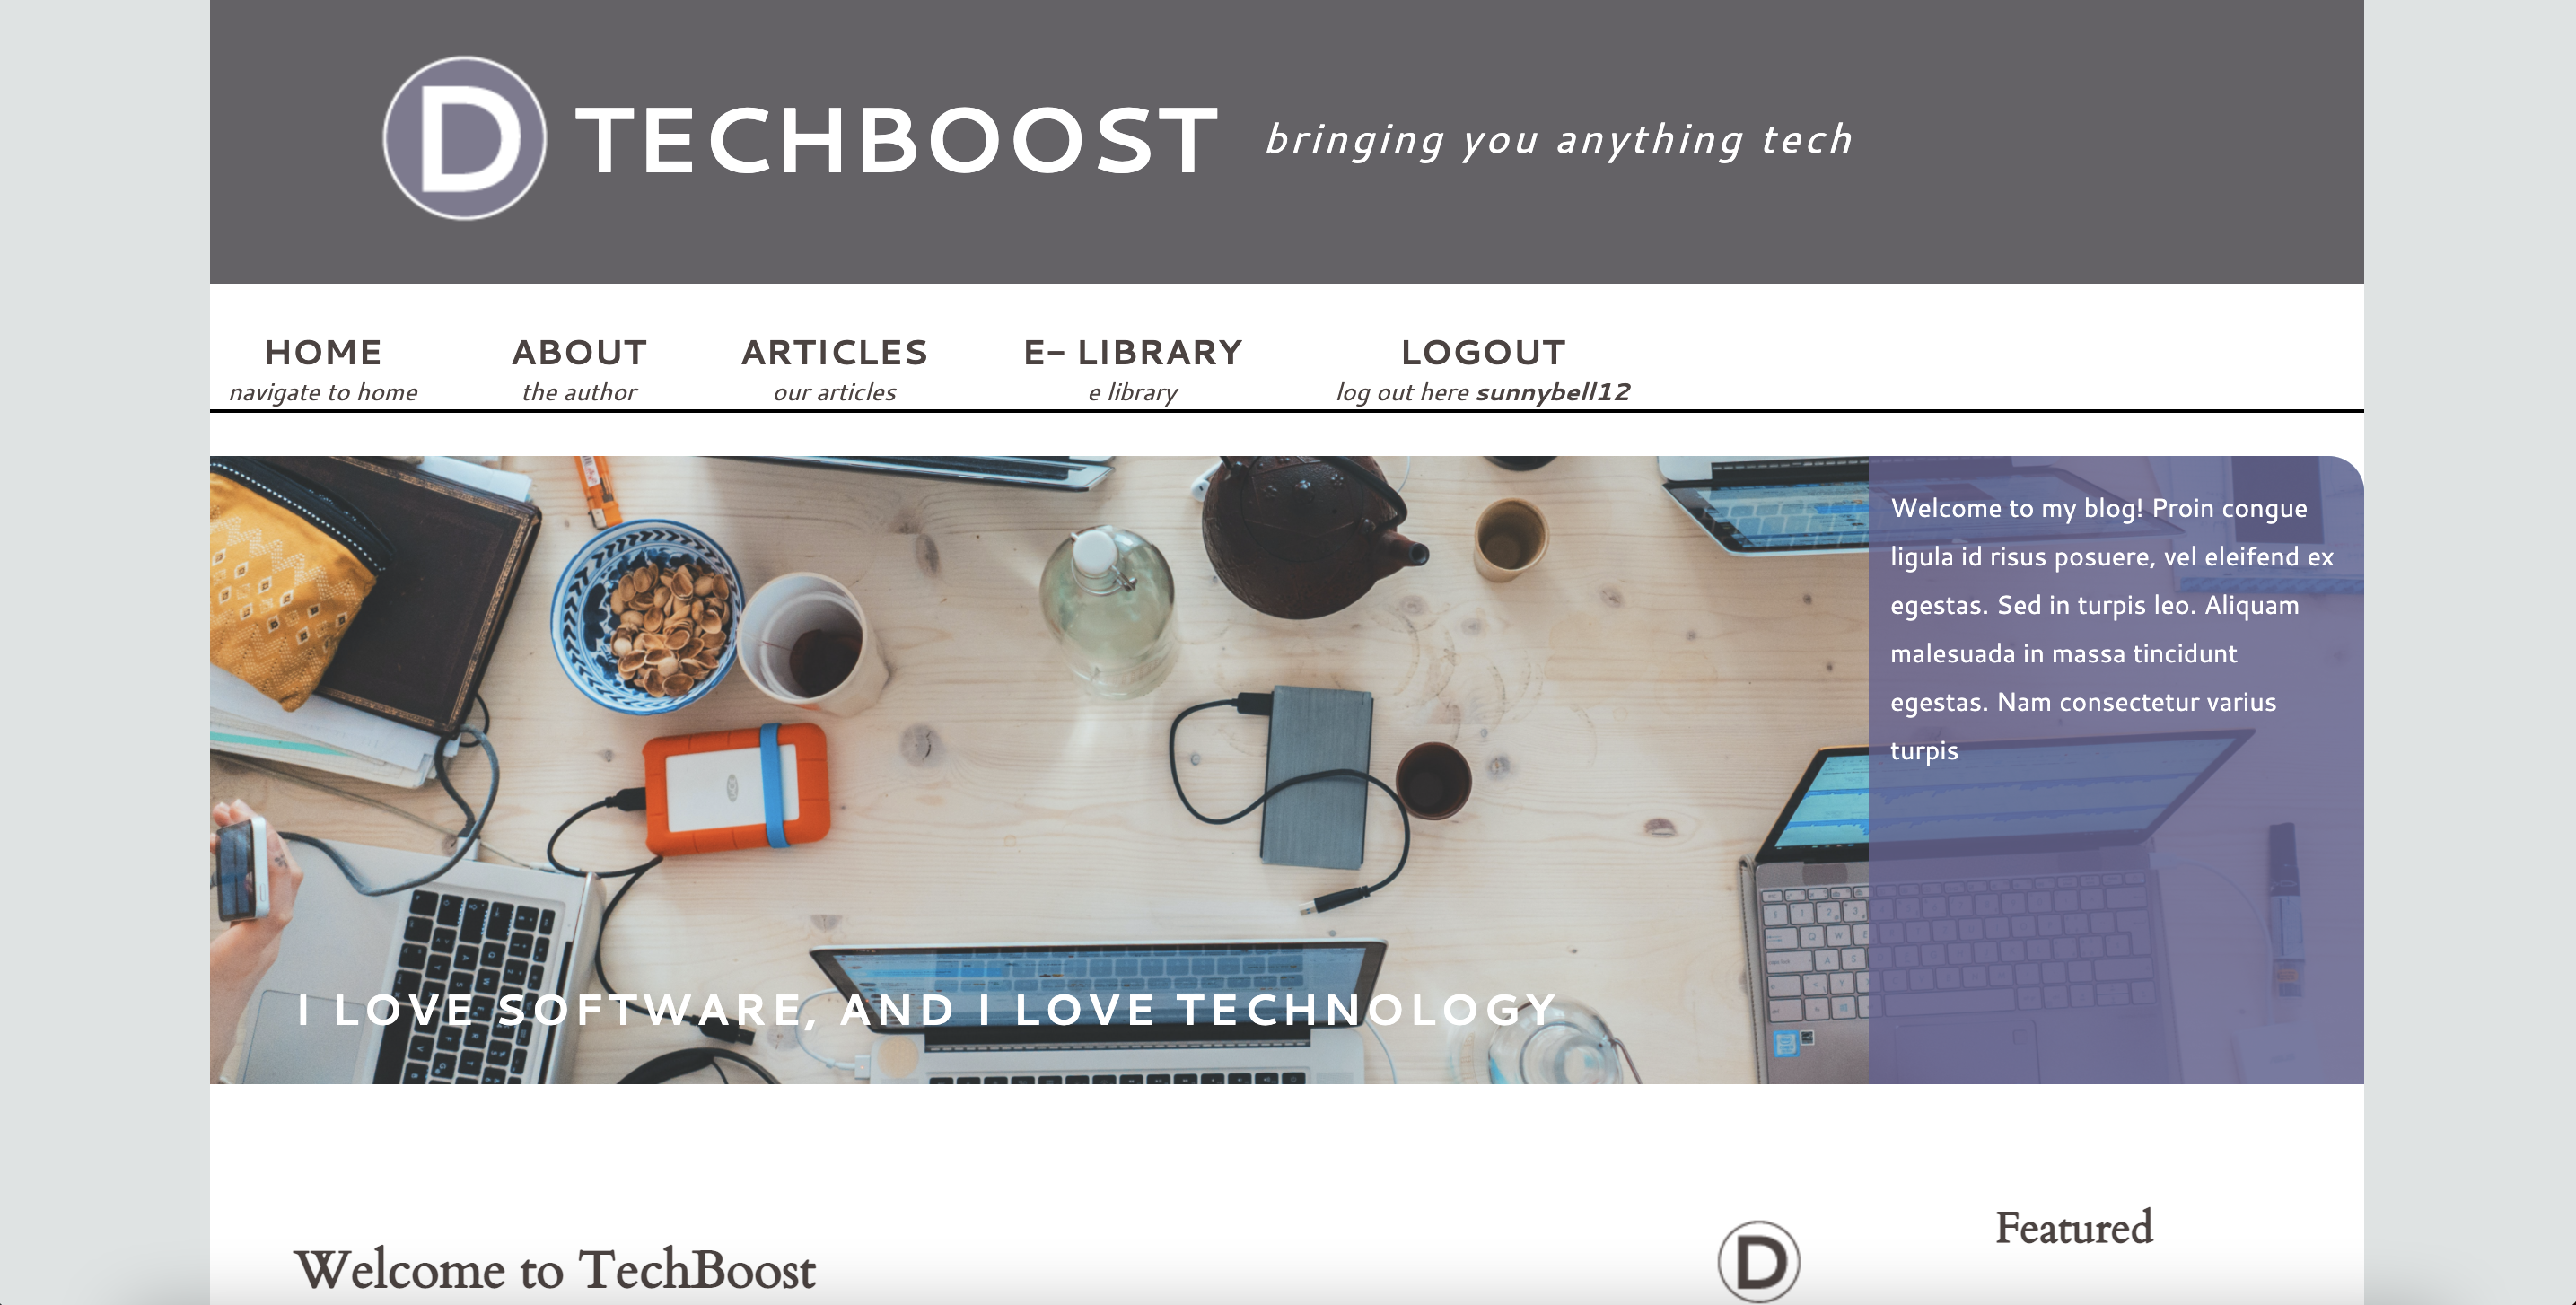 D TECHBOOST bringing you anything tech
HOME ABOUT ARTICLES E- LIBRARY LOGOUT
navigate to home the author our articles e library log out here sunnybell12
Welcome to my blog! Proin congue
ligula id risus posuere, vel eleifend ex
egestas. Sed in turpis leo. Aliquam
malesuada in massa tincidunt
egestas. Nam consectetur varius
turpis
I LOVE SOFTWARE, AND I LOVE TECHNOLOGY
Welcome to TechBoost
D
Featured